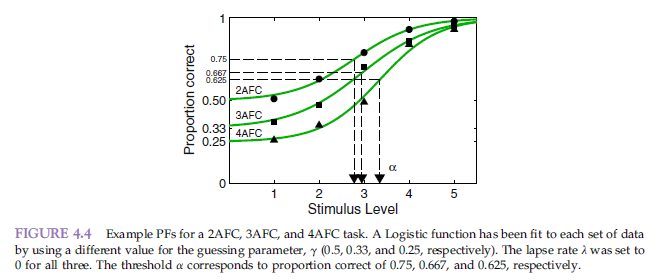 1
0.75
0.667
0.625
2AFC
0.50
3AFC
0.33
4AFC
0.25
α
0
1 2 3 4 5
Proportion correct
Stimulus Level
FIGURE 4.4 Example PFs for a 2AFC, 3AFC, and 4AFC task. A Logistic function has been fit to each set of data
by using a different value for the guessing parameter, γ (0.5, 0.33, and 0.25, respectively). The lapse rate λ was set to
0 for all three. The threshold α corresponds to proportion correct of 0.75, 0.667, and 0.625, respectively.